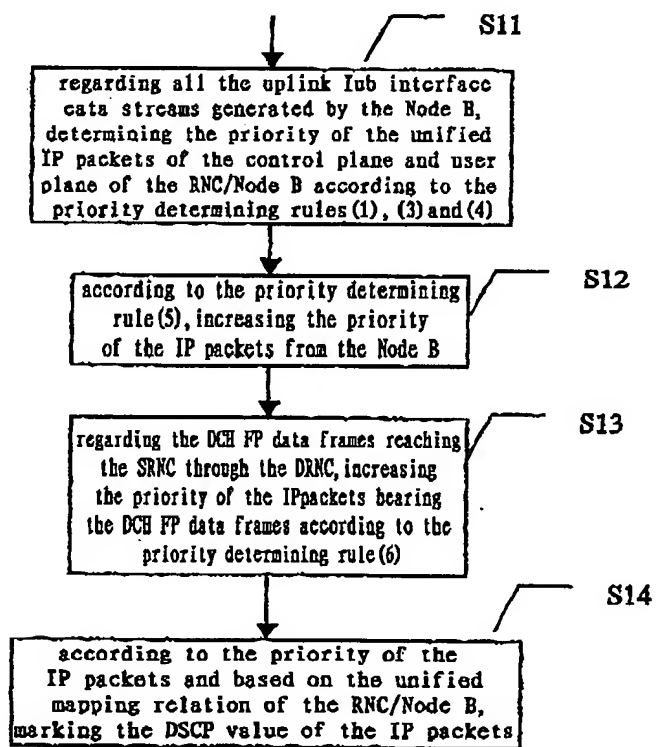 S11
regarding all the uplink Iub interface
data streams generated by the Node B,
determining the priority of the unified
IP packets of the control plane and user
plane of the RNC/Node B according to the
priority determining rules(1), (3)and(4)
S12
according to the priority determining
rule(5), increasing the priority
of the IP packets from the Node B
S13
regarding the DCH FP data frames reaching
the SRNC through the DRNC, increasing
the priority of the IPpackets bearing
the DCH FP data frames according to the
priority determining rule(6)
S14
according to the priority of the
IP packets and based on the unified
mapping relation of the RNC/Node B,
marking the DSCP value of the IP packets